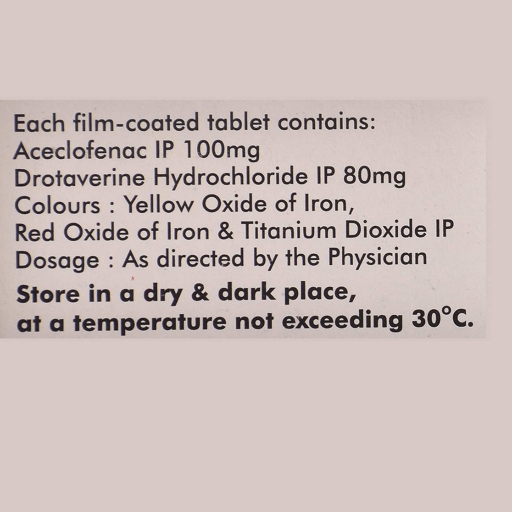 Each film-coated tablet contains:
Aceclofenac IP 100mg
Drotaverine Hydrochloride IP 80mg
Colours : Yellow Oxide of Iron,
Red Oxide of Iron & Titanium Dioxide IP
Dosage : As directed by the Physician
Store in a dry & dark place,
at a temperature not exceeding 30°C.